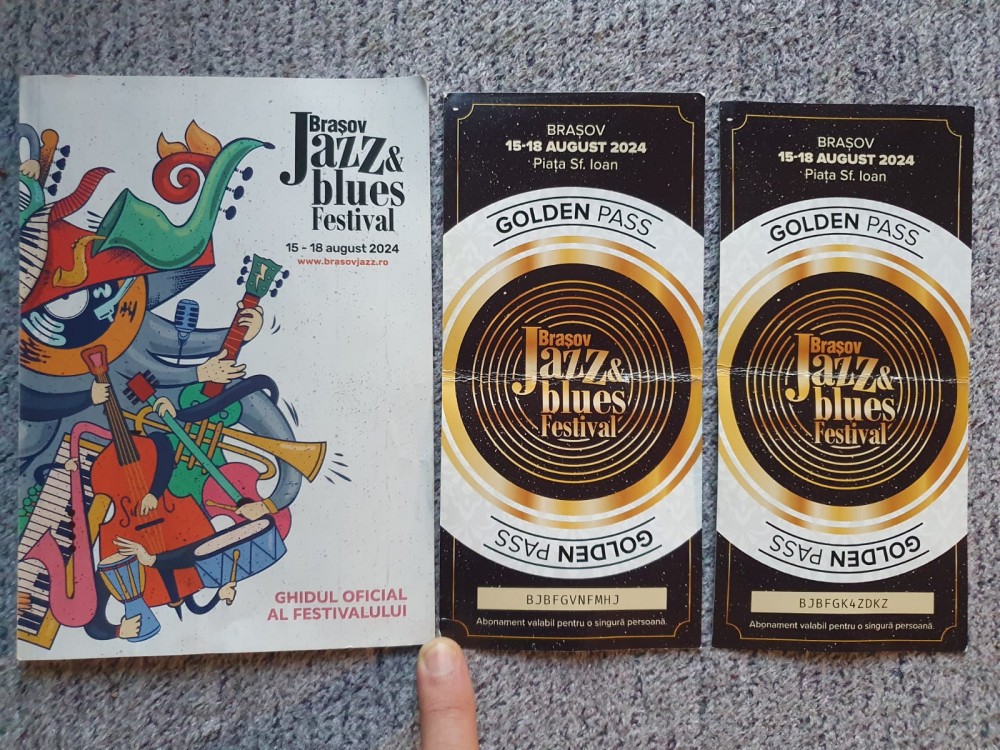 Brașov
Jazz &
blues
Festival
15 - 18 august 2024
www.brasovjazz.ro
GHIDUL OFICIAL
AL FESTIVALULUI
BRAȘOV
15-18 AUGUST 2024
Piața Sf. Ioan
GOLDEN PASS
Brașov
Jazz &
blues
Festival
GOLDEN PASS
BJBFGVNFMHJ
Abonament valabil pentru o singură persoană.
BRAȘOV
15-18 AUGUST 2024
Piața Sf. Ioan
GOLDEN PASS
Brașov
Jazz &
blues
Festival
GOLDEN PASS
BJBFGK4ZDKZ
Abonament valabil pentru o singură persoană.